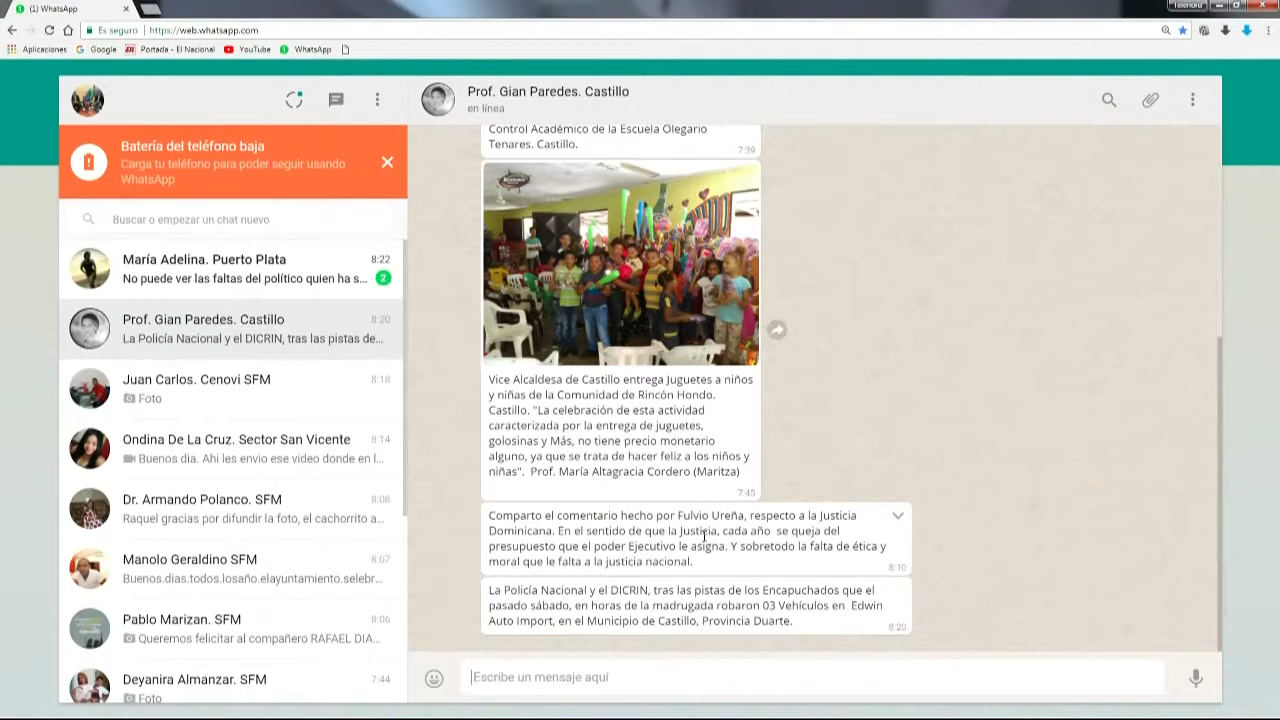 (1) WhatsApp
Telenord
Es seguro | https://web.whatsapp.com
Aplicaciones Google Portada - El Nacional YouTube WhatsApp
Batería del teléfono baja
Carga tu teléfono para poder seguir usando
WhatsApp
Buscar o empezar un chat nuevo
María Adelina. Puerto Plata 8:22
No puede ver las faltas del político quien ha s... 2
Prof. Gian Paredes. Castillo 8:20
La Policía Nacional y el DICRIN, tras las pistas de...
Juan Carlos. Cenovi SFM 8:18
Foto
Ondina De La Cruz. Sector San Vicente 8:14
Buenos dia. Ahi les envio ese video donde en l...
Dr. Armando Polanco. SFM 8:08
Raquel gracias por difundir la foto, el cachorrito a...
Manolo Geraldino SFM 8:07
Buenos.dias.todos.losaño.elayuntamiento.selebr...
Pablo Marizan. SFM 8:06
Queremos felicitar al compañero RAFAEL DIA...
Deyanira Almanzar. SFM 7:44
Foto
Prof. Gian Paredes. Castillo
en línea
Control Académico de la Escuela Olegario
Tenares. Castillo.
7:39
Vice Alcaldesa de Castillo entrega Juguetes a niños
y niñas de la Comunidad de Rincón Hondo.
Castillo. "La celebración de esta actividad
caracterizada por la entrega de juguetes,
golosinas y Más, no tiene precio monetario
alguno, ya que se trata de hacer feliz a los niños y
niñas". Prof. María Altagracia Cordero (Maritza)
7:45
Comparto el comentario hecho por Fulvio Ureña, respecto a la Justicia
Dominicana. En el sentido de que la Justicia, cada año se queja del
presupuesto que el poder Ejecutivo le asigna. Y sobretodo la falta de ética y
moral que le falta a la justicia nacional.
8:10
La Policía Nacional y el DICRIN, tras las pistas de los Encapuchados que el
pasado sábado, en horas de la madrugada robaron 03 Vehículos en Edwin
Auto Import, en el Municipio de Castillo, Provincia Duarte.
8:20
Escribe un mensaje aquí